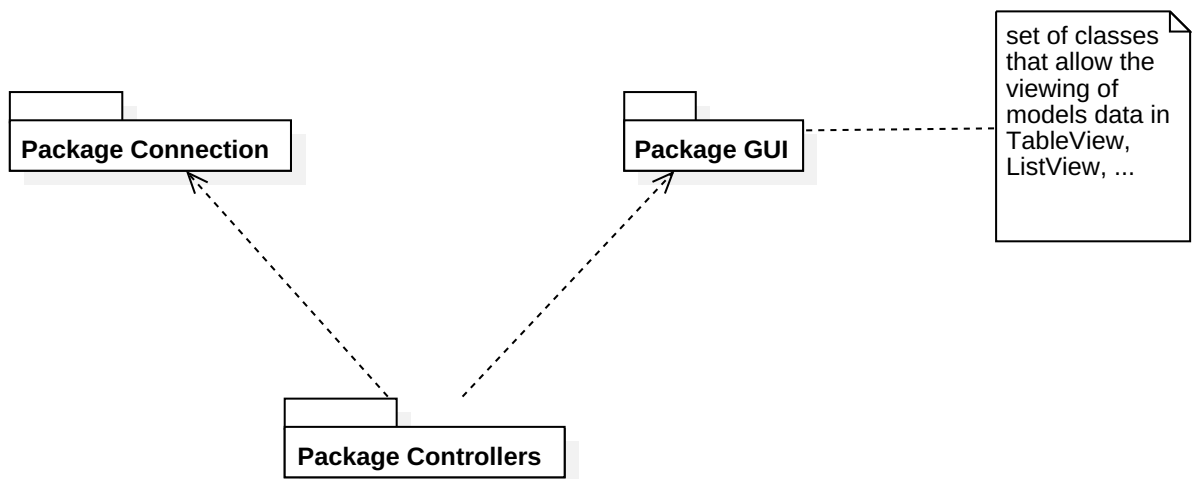 set of classes
that allow the
viewing of
models data in
TableView,
ListView, ...
Package Connection
Package GUI
Package Controllers